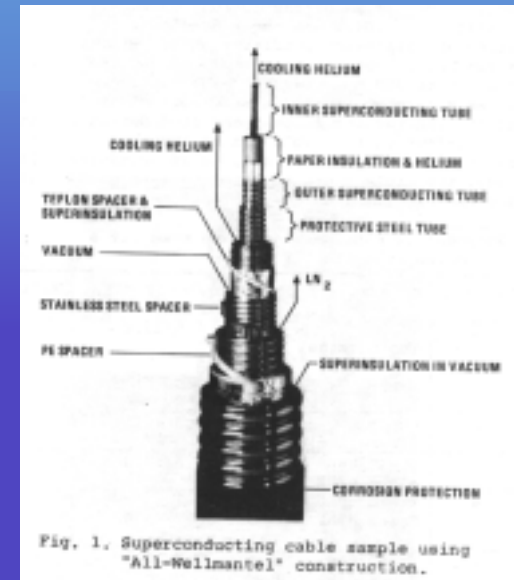 COOLING HELIUM
INNER SUPERCONDUCTING TUBE
COOLING HELIUM
PAPER INSULATION & HELIUM
OUTER SUPERCONDUCTING TUBE
TEFLON SPACER &
SUPERINSULATION
PROTECTIVE STEEL TUBE
VACUUM
LN2
STAINLESS STEEL SPACER
PE SPACER
SUPERINSULATION IN VACUUM
CORROSION PROTECTION
Fig. 1. Superconducting cable sample using
"All-Wellmantel" construction.